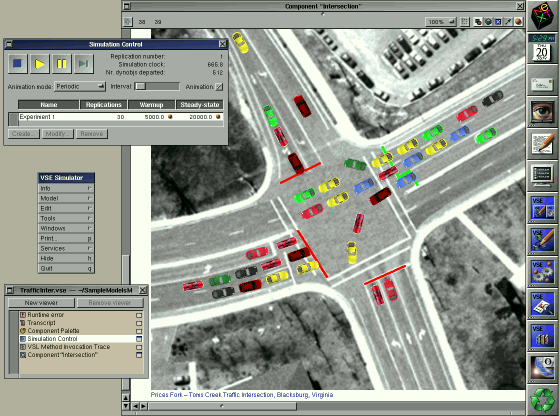 Component "Intersection"
38 39
100%
Simulation Control
Replication number: 1
Simulation clock: 665.8
Nr. dynobjs departed: 512
Animation mode: Periodic Interval: Animation:
Name Replications Warmup Steady-state
Experiment 1 30 5000.0 20000.0
Create... Modify... Remove
VSE Simulator
Info r
Model r
Edit r
Tools r
Windows r
Print... p
Services r
Hide h
Quit q
TrafficInter.vse — ~/SampleModels
New viewer Remove viewer
Runtime error
Transcript
Component Palette
Simulation Control
VSL Method Invocation Trace
Component "Intersection"
Prices Fork – Toms Creek Traffic Intersection, Blacksburg, Virginia
5:29
THU
20
VSE
VSE
VSE
VSE
VSE